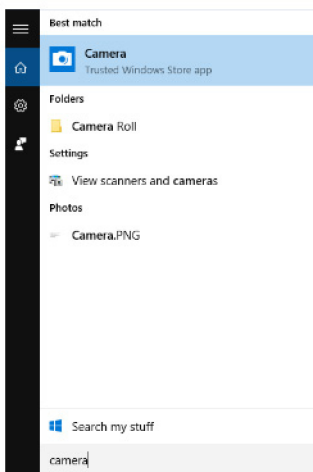 Best match
Camera
Trusted Windows Store app
Folders
Camera Roll
Settings
View scanners and cameras
Photos
Camera.PNG
Search my stuff
camera